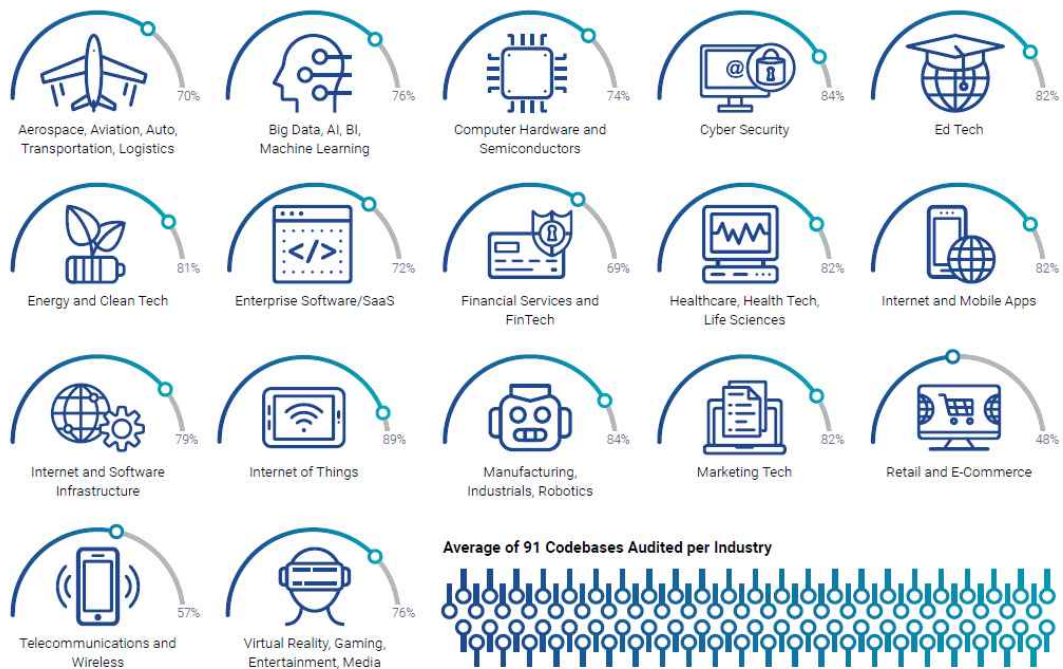 70%
Aerospace, Aviation, Auto,
Transportation, Logistics
76%
Big Data, AI, BI,
Machine Learning
74%
Computer Hardware and
Semiconductors
@
84%
Cyber Security
82%
Ed Tech
81%
Energy and Clean Tech
</>
72%
Enterprise Software/SaaS
69%
Financial Services and
FinTech
82%
Healthcare, Health Tech,
Life Sciences
82%
Internet and Mobile Apps
79%
Internet and Software
Infrastructure
89%
Internet of Things
84%
Manufacturing,
Industrials, Robotics
82%
Marketing Tech
48%
Retail and E-Commerce
57%
Telecommunications and
Wireless
76%
Virtual Reality, Gaming,
Entertainment, Media
Average of 91 Codebases Audited per Industry